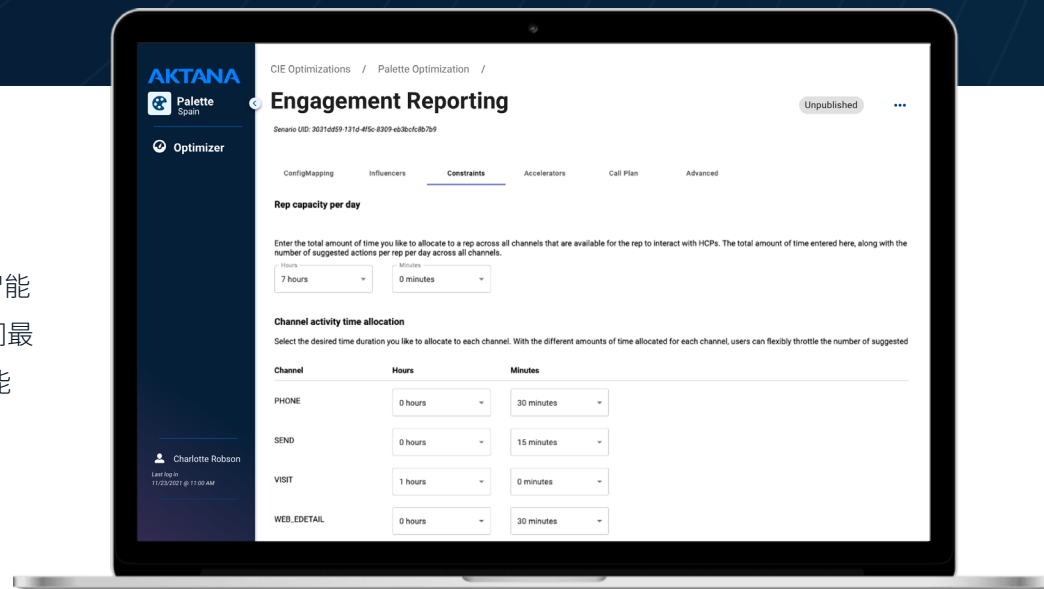 能
最
能
AKTANA
Palette
Spain
Optimizer
Charlotte Robson
Last log in
11/23/2021 @ 11:00 AM
CIE Optimizations / Palette Optimization /
Engagement Reporting
Unpublished
Senario UID: 3031dd59-131d-4f5c-8309-eb3bcfc8b7b9
ConfigMapping Influencers Constraints Accelerators Call Plan Advanced
Rep capacity per day
Enter the total amount of time you like to allocate to a rep across all channels that are available for the rep to interact with HCPs. The total amount of time entered here, along with the
number of suggested actions per rep per day across all channels.
Hours Minutes
7 hours 0 minutes
Channel activity time allocation
Select the desired time duration you like to allocate to each channel. With the different amounts of time allocated for each channel, users can flexibly throttle the number of suggested
Channel Hours Minutes
PHONE 0 hours 30 minutes
SEND 0 hours 15 minutes
VISIT 1 hours 0 minutes
WEB_EDETAIL 0 hours 30 minutes